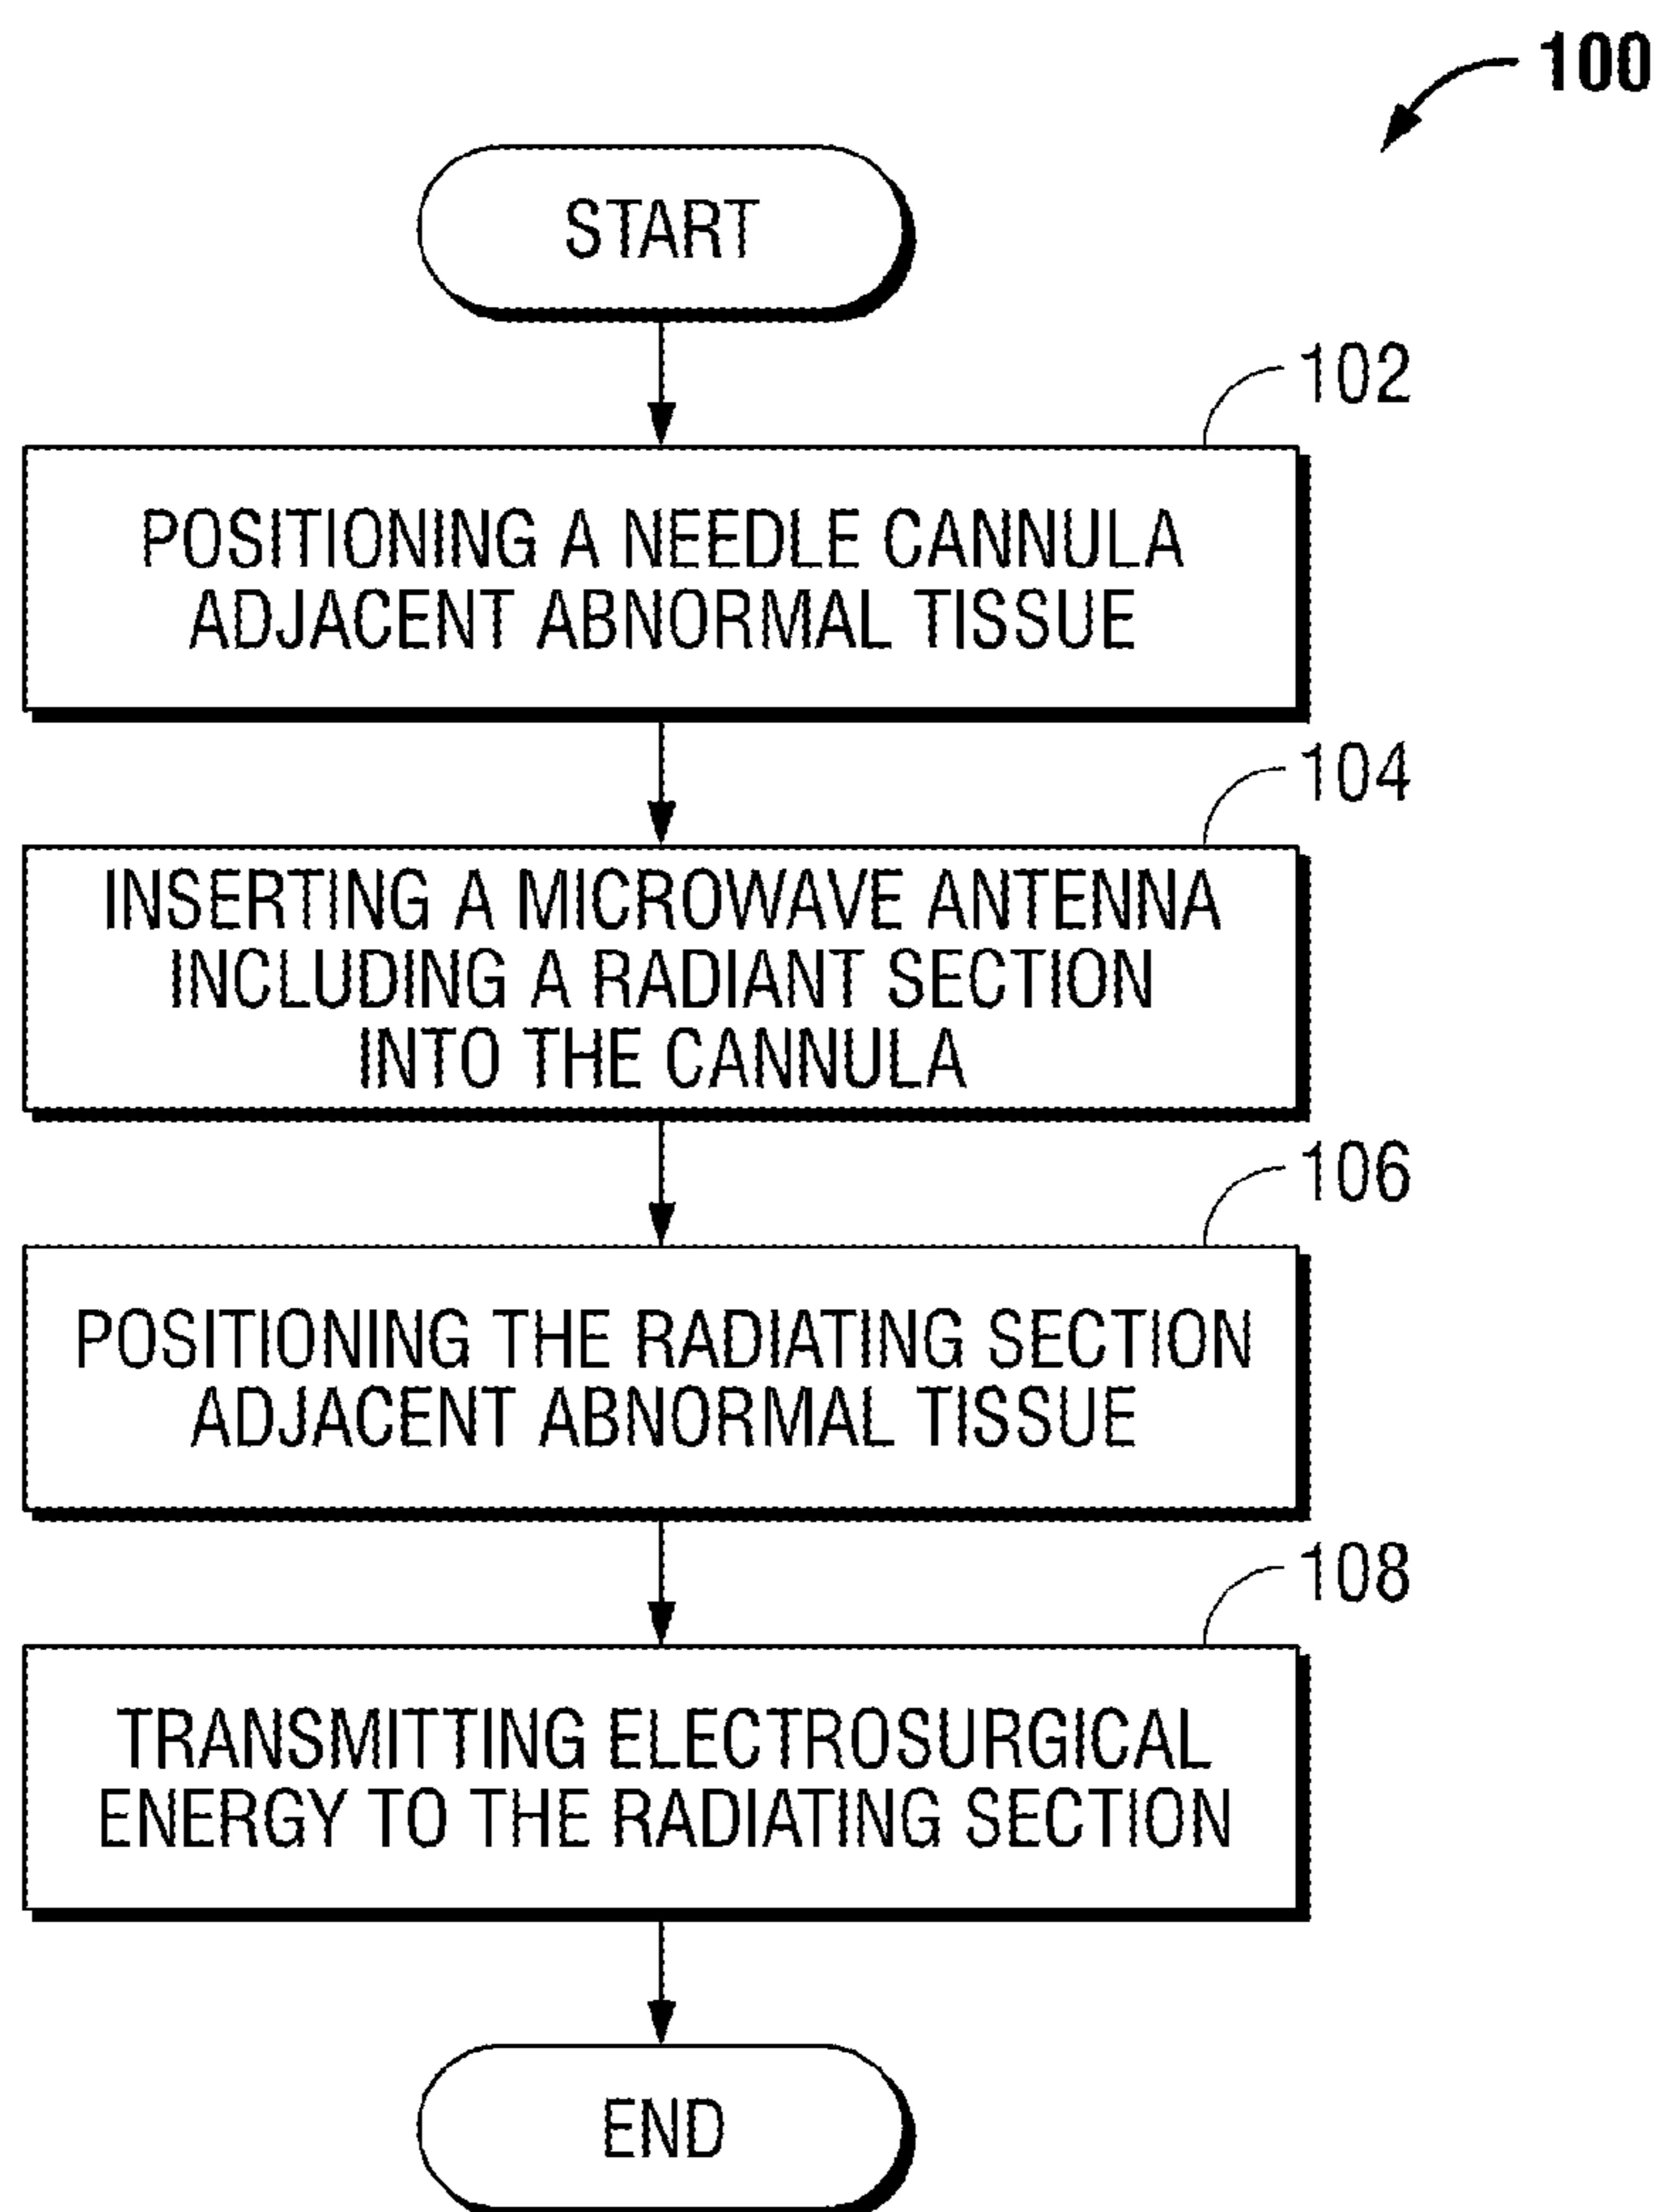 100
START
102
POSITIONING A NEEDLE CANNULA
ADJACENT ABNORMAL TISSUE
104
INSERTING A MICROWAVE ANTENNA
INCLUDING A RADIANT SECTION
INTO THE CANNULA
106
POSITIONING THE RADIATING SECTION
ADJACENT ABNORMAL TISSUE
108
TRANSMITTING ELECTROSURGICAL
ENERGY TO THE RADIATING SECTION
END